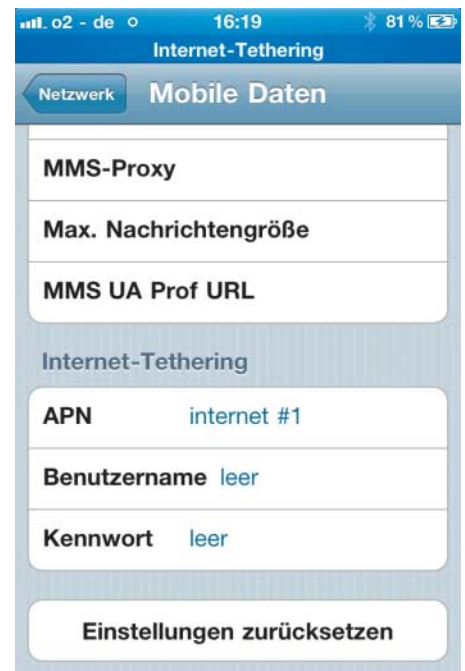 o2 - de 16:19 81 %
Internet-Tethering
Netzwerk Mobile Daten
MMS-Proxy
Max. Nachrichtengröße
MMS UA Prof URL
Internet-Tethering
APN internet #1
Benutzername leer
Kennwort leer
Einstellungen zurücksetzen